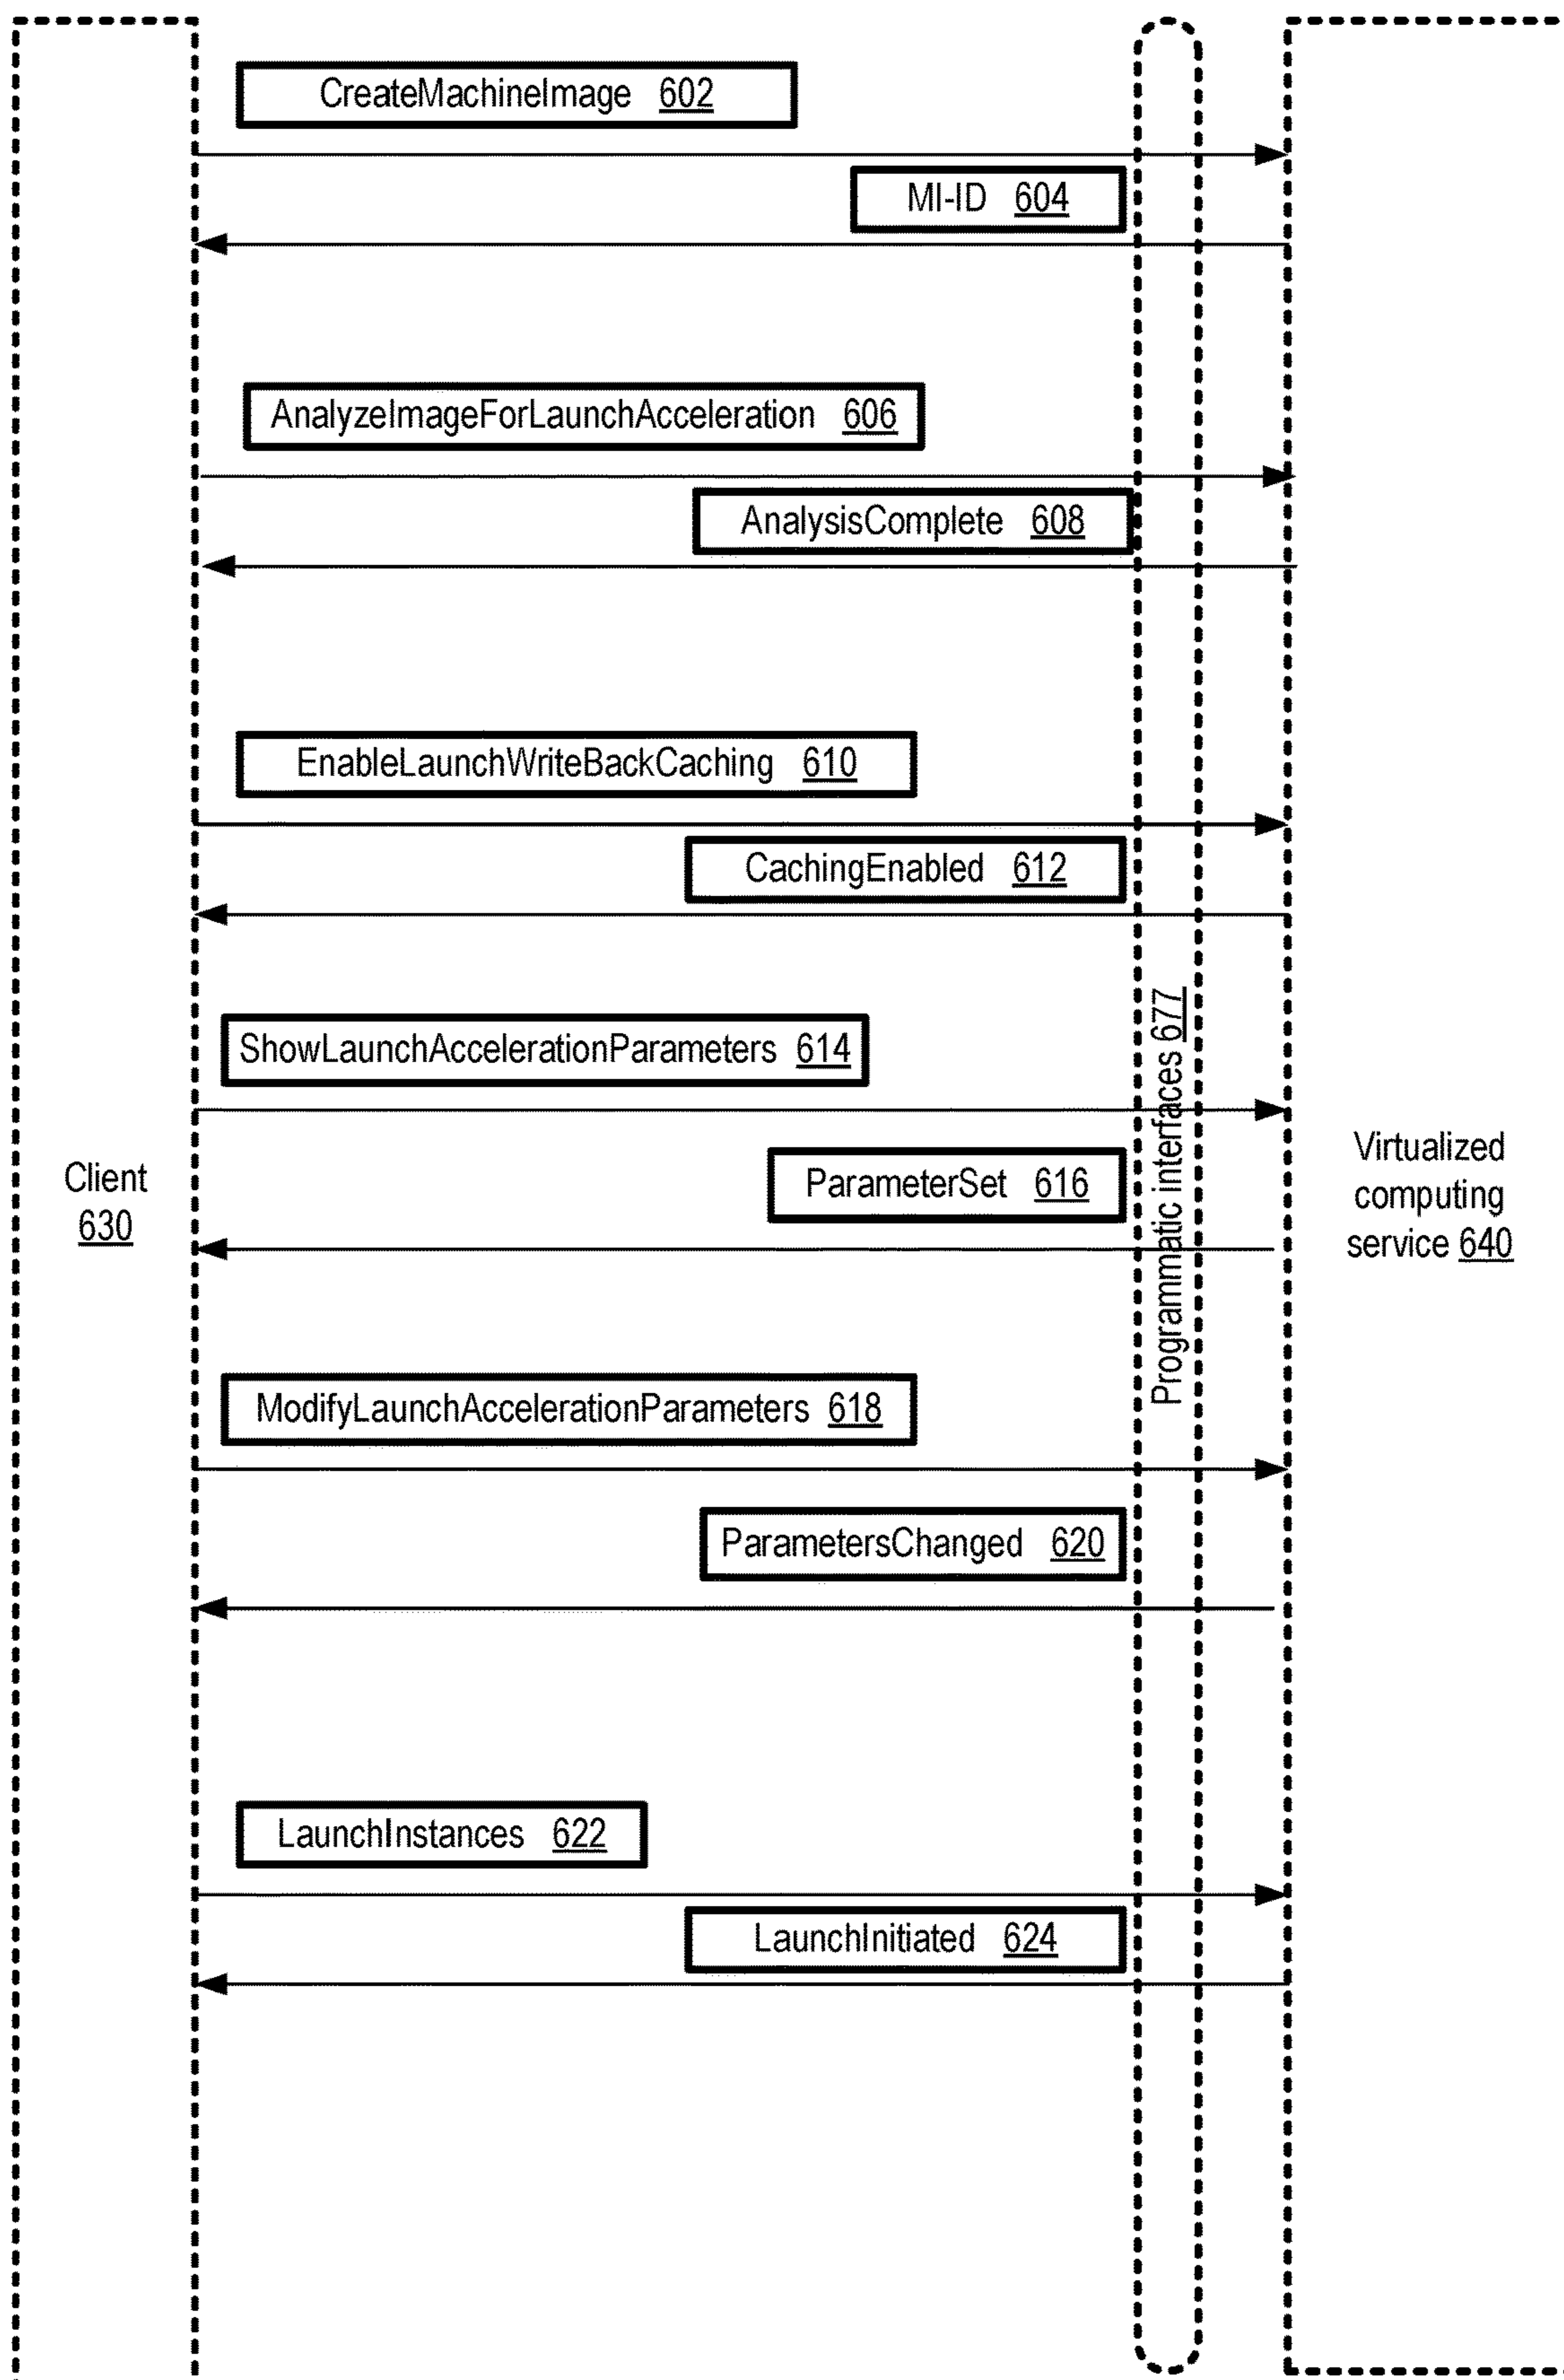 CreateMachineImage 602
MI-ID 604
AnalyzeImageForLaunchAcceleration 606
AnalysisComplete 608
EnableLaunchWriteBackCaching 610
CachingEnabled 612
ShowLaunchAccelerationParameters 614
ParameterSet 616
Client
630
Programmatic interfaces 677
Virtualized
computing
service 640
ModifyLaunchAccelerationParameters 618
ParametersChanged 620
LaunchInstances 622
LaunchInitiated 624